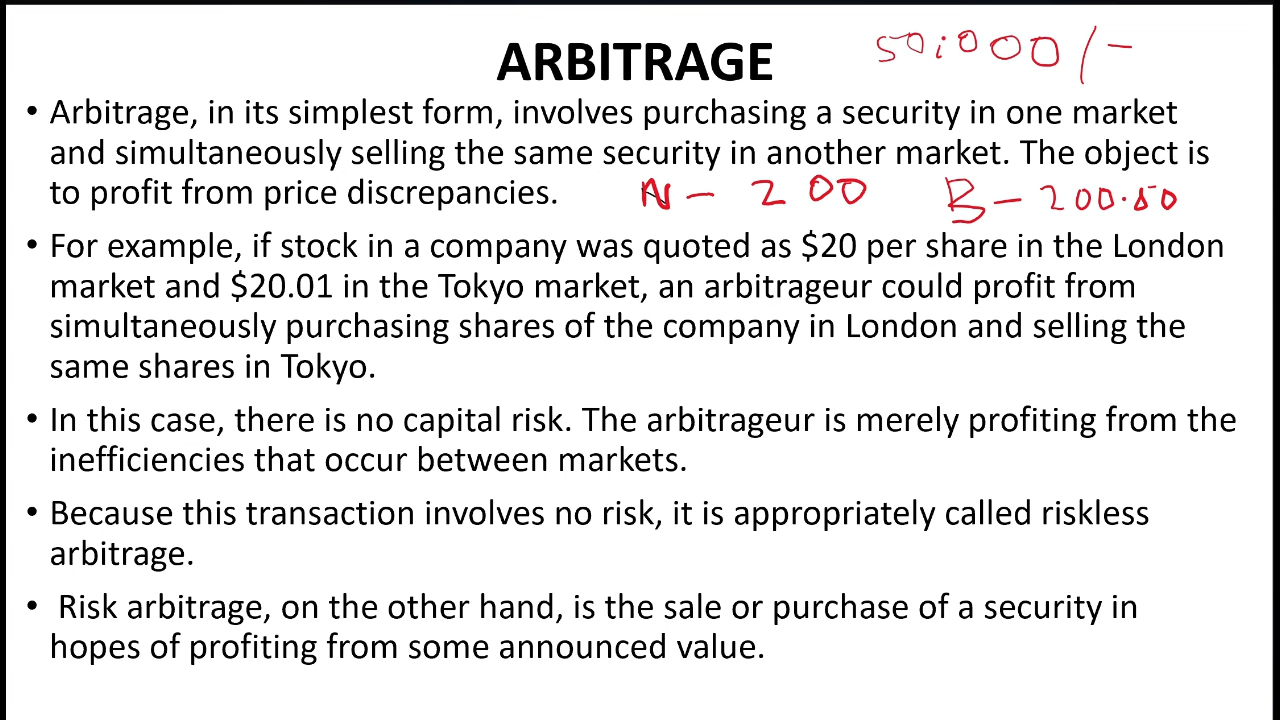 ARBITRAGE 50,000/-
• Arbitrage, in its simplest form, involves purchasing a security in one market
and simultaneously selling the same security in another market. The object is
to profit from price discrepancies. N - 200 B - 200.50
• For example, if stock in a company was quoted as $20 per share in the London
market and $20.01 in the Tokyo market, an arbitrageur could profit from
simultaneously purchasing shares of the company in London and selling the
same shares in Tokyo.
• In this case, there is no capital risk. The arbitrageur is merely profiting from the
inefficiencies that occur between markets.
• Because this transaction involves no risk, it is appropriately called riskless
arbitrage.
• Risk arbitrage, on the other hand, is the sale or purchase of a security in
hopes of profiting from some announced value.